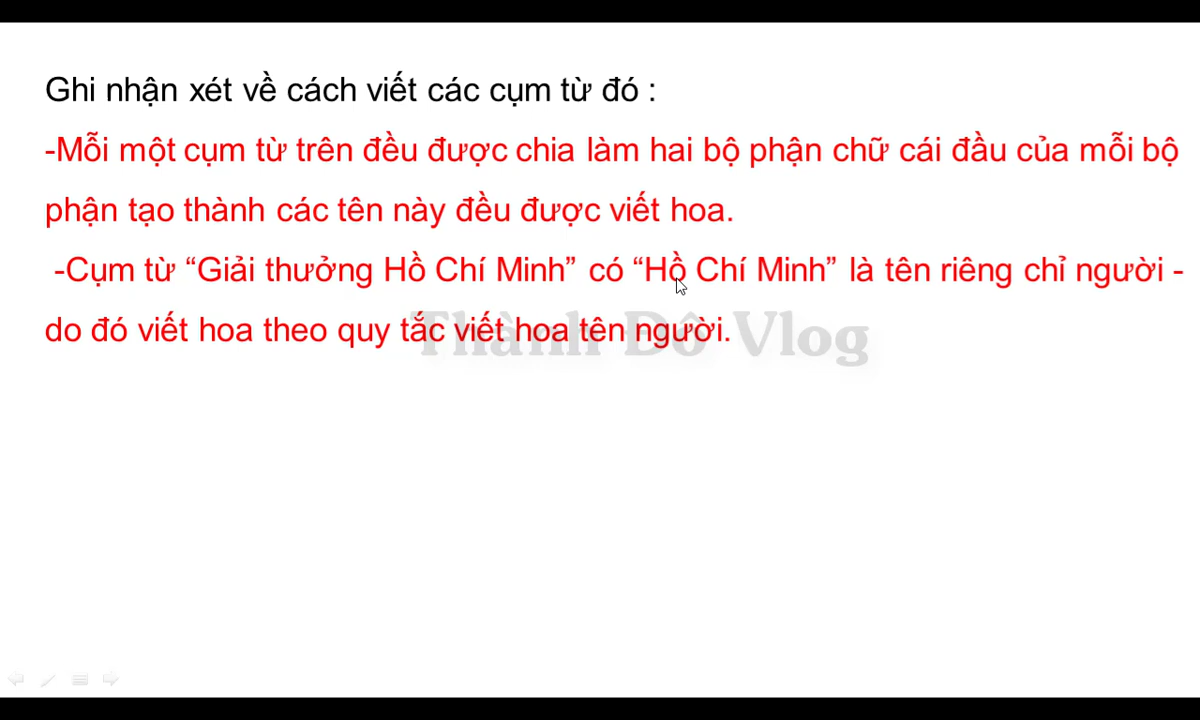 Ghi nhận xét về cách viết các cụm từ đó :
-Mỗi một cụm từ trên đều được chia làm hai bộ phận chữ cái đầu của mỗi bộ
phận tạo thành các tên này đều được viết hoa.
-Cụm từ “Giải thưởng Hồ Chí Minh” có “Hồ Chí Minh” là tên riêng chỉ người -
do đó viết hoa theo quy tắc viết hoa tên người.
Thành Đô Vlog